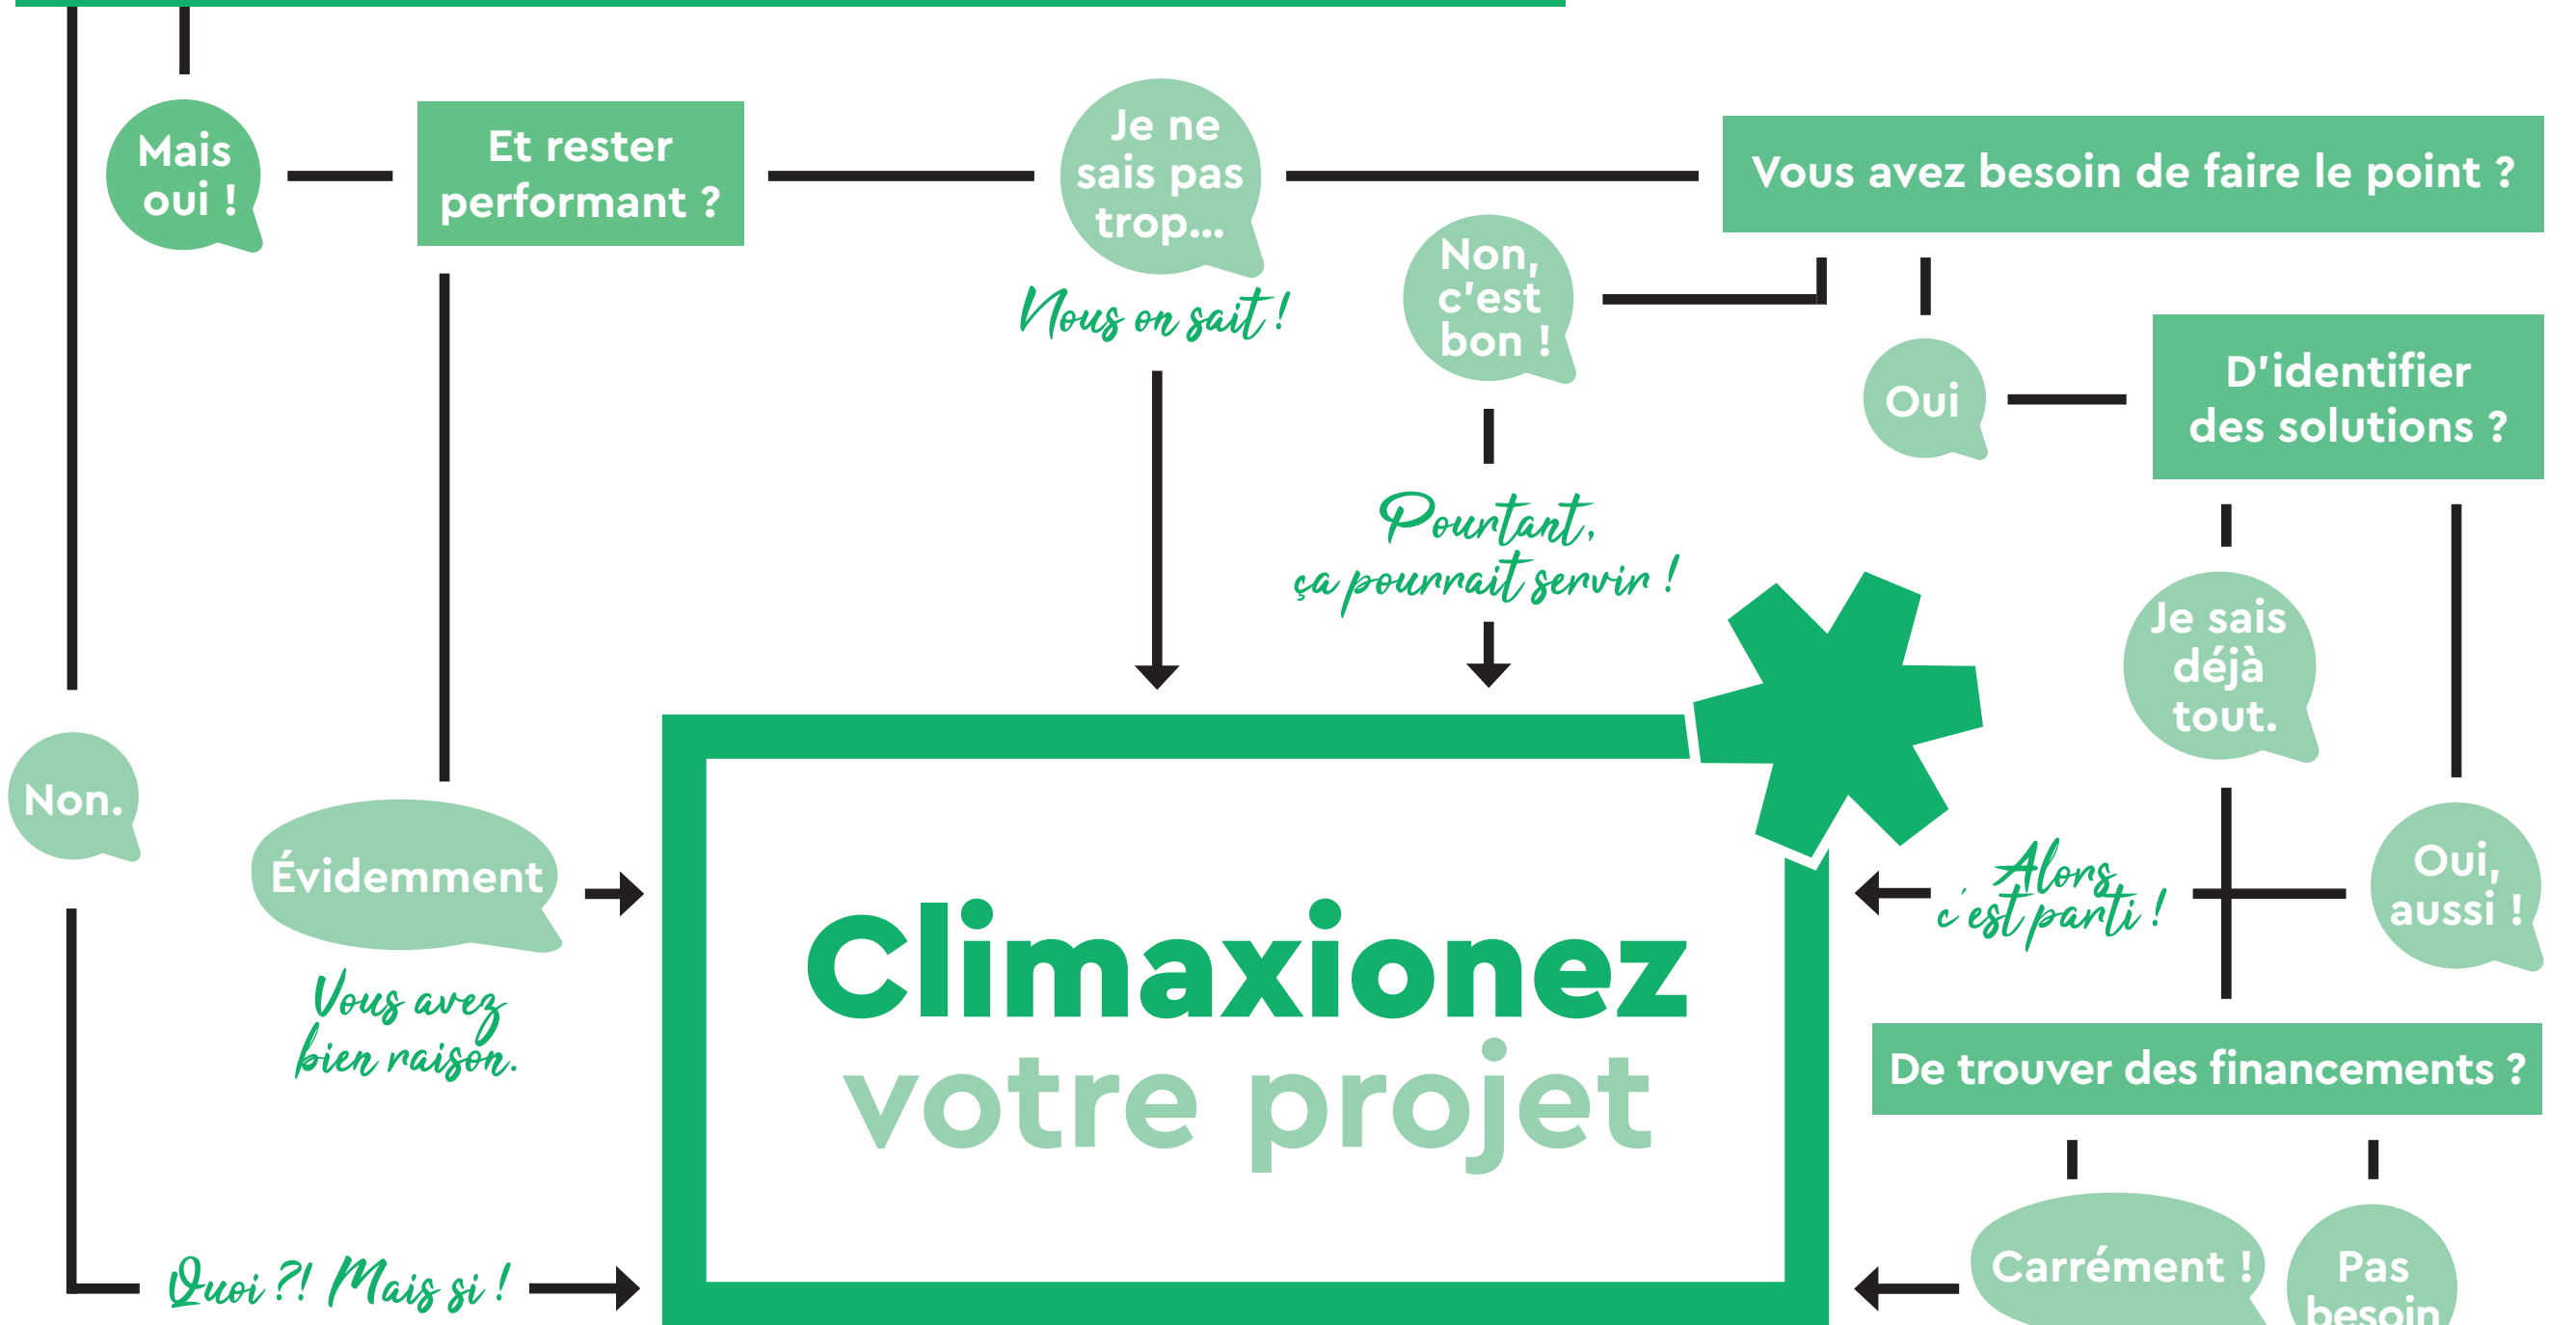 Mais
oui !
Et rester
performant ?
Je ne
sais pas
trop...
Nous on sait !
Vous avez besoin de faire le point ?
Non,
c'est
bon !
Pourtant,
ça pourrait servir !
Oui
D'identifier
des solutions ?
Je sais
déjà
tout.
Oui,
aussi !
Alors
c'est parti !
Non.
Évidemment
Vous avez
bien raison.
Climaxionez
votre projet
De trouver des financements ?
Carrément !
Pas
besoin
Quoi ?! Mais si !